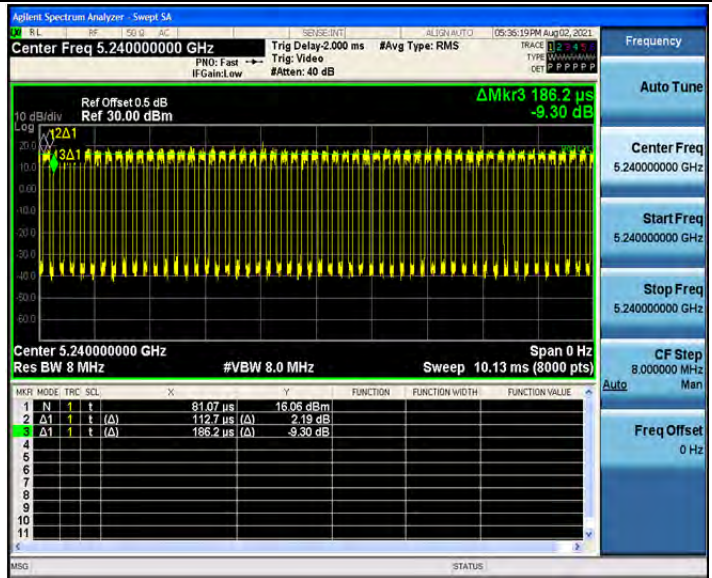 Agilent Spectrum Analyzer - Swept SA
RL RF 50 Ω AC SENSE:INT ALIGN AUTO 05:36:19 PM Aug 02, 2021
Center Freq 5.240000000 GHz
PNO: Fast
IFGain:Low
Trig Delay-2.000 ms
Trig: Video
#Atten: 40 dB
#Avg Type: RMS
TRACE 1 2 3 4 5 6
TYPE
DET P P P P P P
ΔMkr3 186.2 µs
-9.30 dB
Ref Offset 0.5 dB
10 dB/div Ref 30.00 dBm
Log
2Δ1
20.0
3Δ1
10.0
0.00
-10.0
-20.0
-30.0
-40.0
-50.0
-60.0
Center 5.240000000 GHz Span 0 Hz
Res BW 8 MHz #VBW 8.0 MHz Sweep 10.13 ms (8000 pts)
MKR MODE TRC SCL X Y FUNCTION FUNCTION WIDTH FUNCTION VALUE
1 N 1 t 81.07 µs 16.06 dBm
2 Δ1 1 t (Δ) 112.7 µs (Δ) 2.19 dB
3 Δ1 1 t (Δ) 186.2 µs (Δ) -9.30 dB
4
5
6
7
8
9
10
11
MSG STATUS
Frequency
Auto Tune
Center Freq
5.240000000 GHz
Start Freq
5.240000000 GHz
Stop Freq
5.240000000 GHz
CF Step
8.000000 MHz
Auto Man
Freq Offset
0 Hz